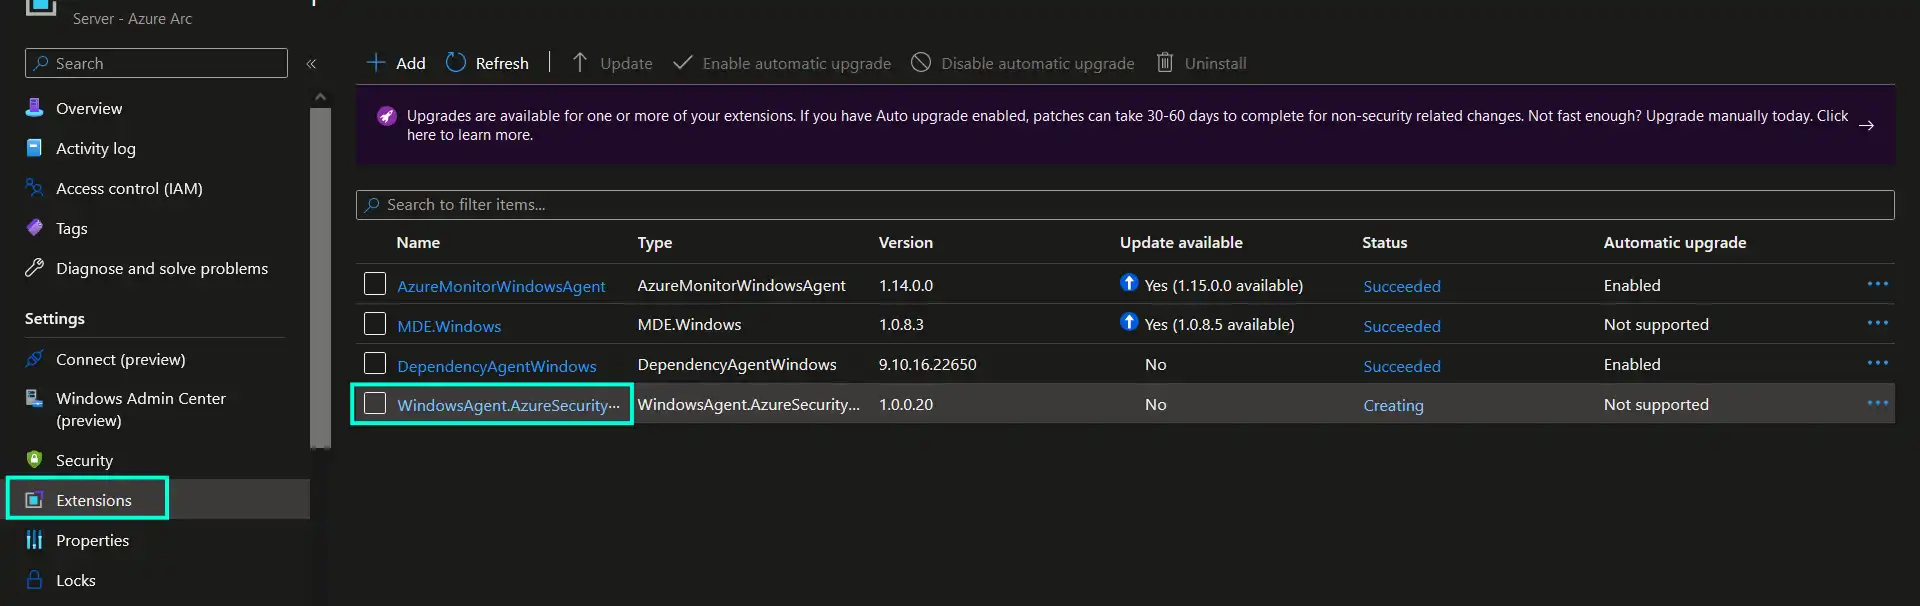 Server - Azure Arc
Search
«
Add
Refresh
Update
Enable automatic upgrade
Disable automatic upgrade
Uninstall
Overview
Activity log
Access control (IAM)
Tags
Diagnose and solve problems
Settings
Connect (preview)
Windows Admin Center
(preview)
Security
Extensions
Properties
Locks
Upgrades are available for one or more of your extensions. If you have Auto upgrade enabled, patches can take 30-60 days to complete for non-security related changes. Not fast enough? Upgrade manually today. Click
here to learn more.
Search to filter items...
Name Type Version Update available Status Automatic upgrade
AzureMonitorWindowsAgent AzureMonitorWindowsAgent 1.14.0.0 Yes (1.15.0.0 available) Succeeded Enabled
MDE.Windows MDE.Windows 1.0.8.3 Yes (1.0.8.5 available) Succeeded Not supported
DependencyAgentWindows DependencyAgentWindows 9.10.16.22650 No Succeeded Enabled
WindowsAgent.AzureSecurity... WindowsAgent.AzureSecurity... 1.0.0.20 No Creating Not supported